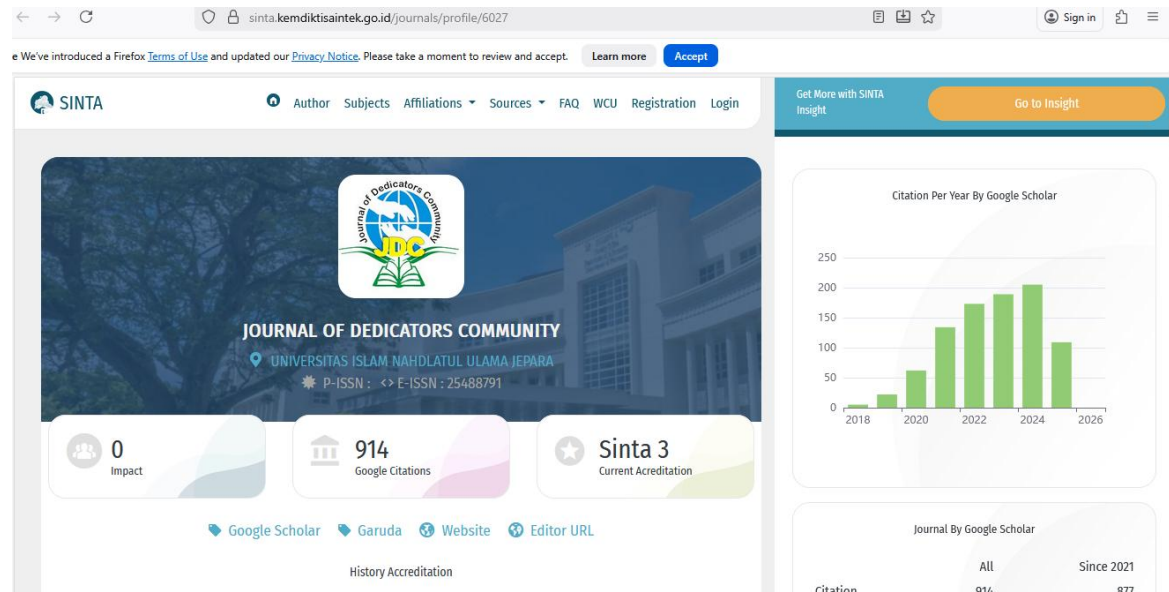 sinta.kemdiktisaintek.go.id/journals/profile/6027
Sign in
e We've introduced a Firefox Terms of Use and updated our Privacy Notice. Please take a moment to review and accept. Learn more Accept
SINTA
Author Subjects Affiliations Sources FAQ WCU Registration Login
Get More with SINTA
Insight
Go to Insight
Journal of Dedicators Community
JDC
JOURNAL OF DEDICATORS COMMUNITY
UNIVERSITAS ISLAM NAHDLATUL ULAMA JEPARA
P-ISSN : <> E-ISSN : 25488791
0
Impact
914
Google Citations
Sinta 3
Current Acreditation
Google Scholar Garuda Website Editor URL
History Accreditation
Citation Per Year By Google Scholar
250
200
150
100
50
0
2018 2020 2022 2024 2026
Journal By Google Scholar
All Since 2021
Citation 914 877